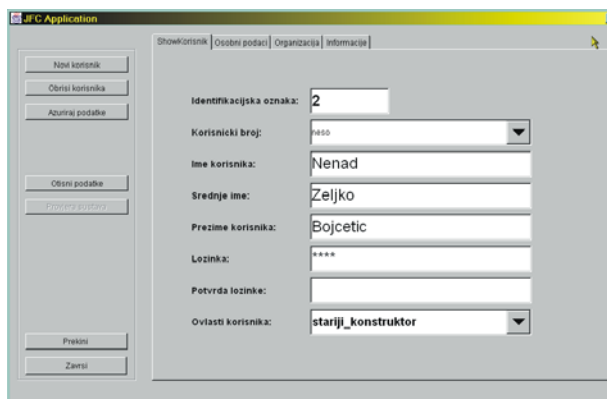 JFC Application
ShowKorisnik Osobni podaci Organizacija Informacije
Novi korisnik
Obrisi korisnika
Azuriraj podatke
Otisni podatke
Provjera sustava
Prekini
Zavrsi
Identifikacijska oznaka: 2
Korisnicki broj: neso
Ime korisnika: Nenad
Srednje ime: Zeljko
Prezime korisnika: Bojcetic
Lozinka: ****
Potvrda lozinke:
Ovlasti korisnika: stariji_konstruktor